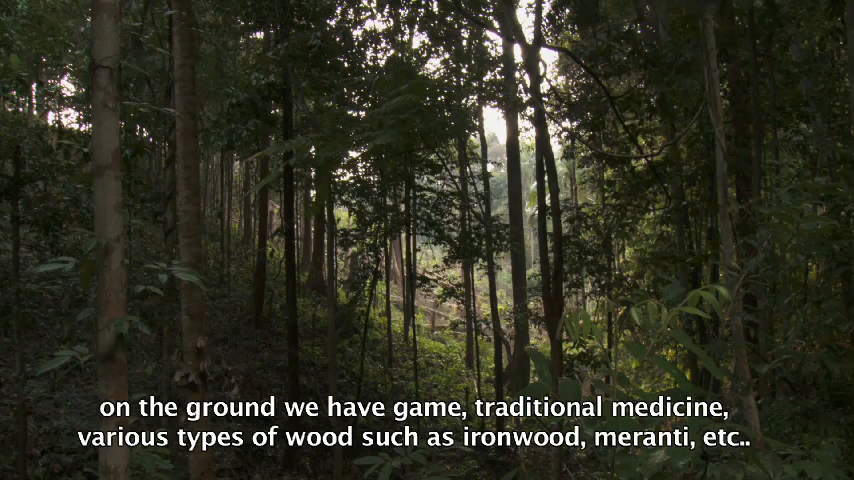 on the ground we have game, traditional medicine,
various types of wood such as ironwood, meranti, etc..